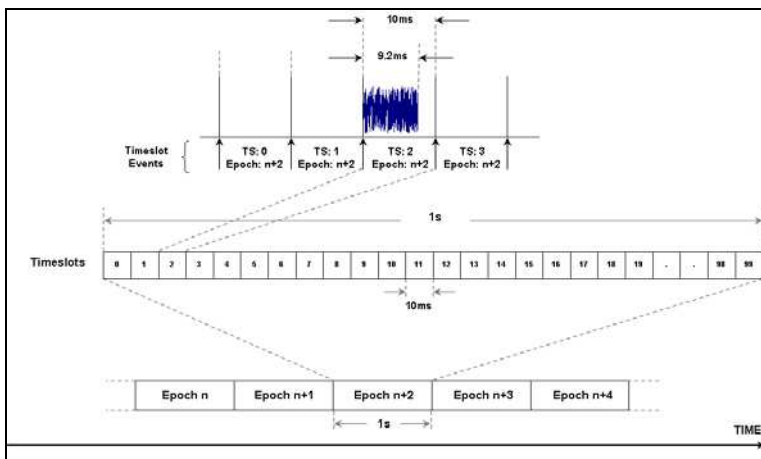 10ms
9.2ms
Timeslot
Events
TS: 0
Epoch: n+2
TS: 1
Epoch: n+2
TS: 2
Epoch: n+2
TS: 3
Epoch: n+2
1s
Timeslots 0 1 2 3 4 5 6 7 8 9 10 11 12 13 14 15 16 17 18 19 . . 98 99
10ms
Epoch n Epoch n+1 Epoch n+2 Epoch n+3 Epoch n+4
1s
TIME